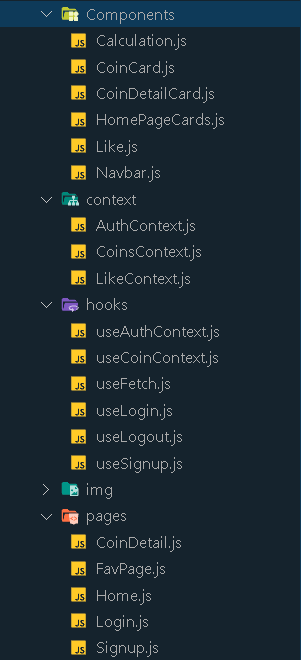 Components
JS Calculation.js
JS CoinCard.js
JS CoinDetailCard.js
JS HomePageCards.js
JS Like.js
JS Navbar.js
context
JS AuthContext.js
JS CoinsContext.js
JS LikeContext.js
hooks
JS useAuthContext.js
JS useCoinContext.js
JS useFetch.js
JS useLogin.js
JS useLogout.js
JS useSignup.js
img
pages
JS CoinDetail.js
JS FavPage.js
JS Home.js
JS Login.js
JS Signup.js